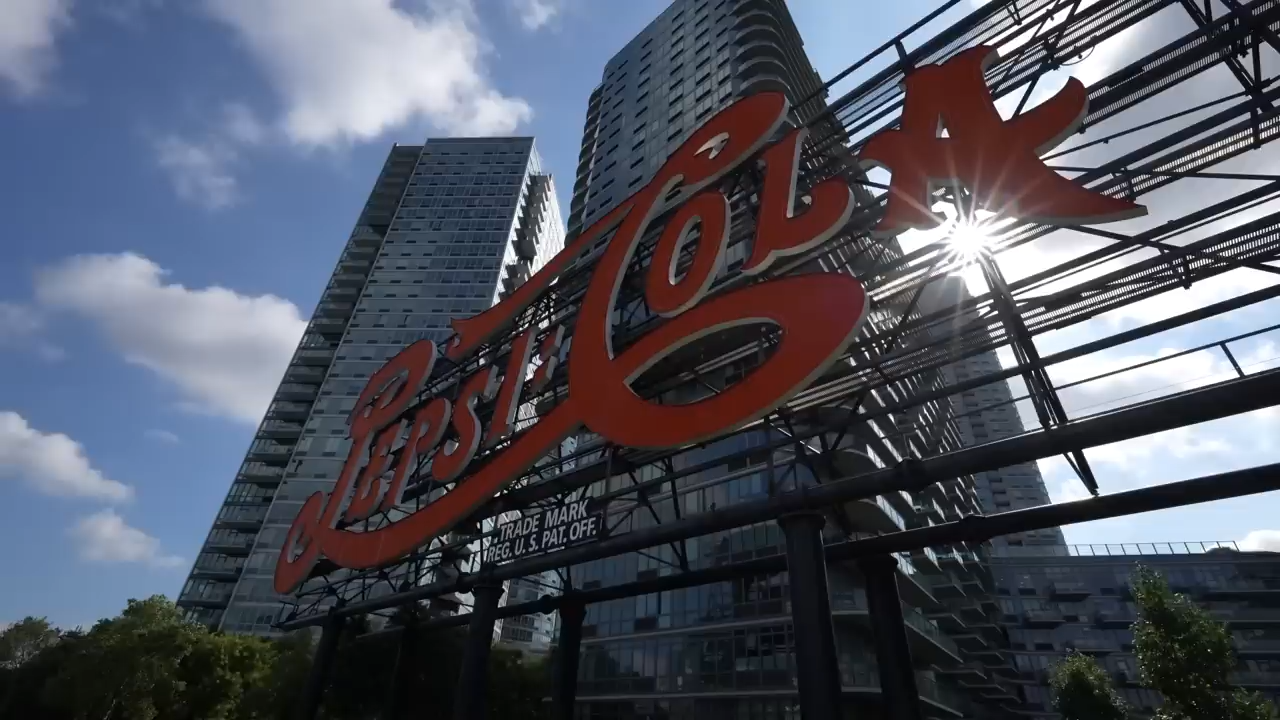 PEPSI COLA
TRADE MARK
REG. U. S. PAT. OFF.